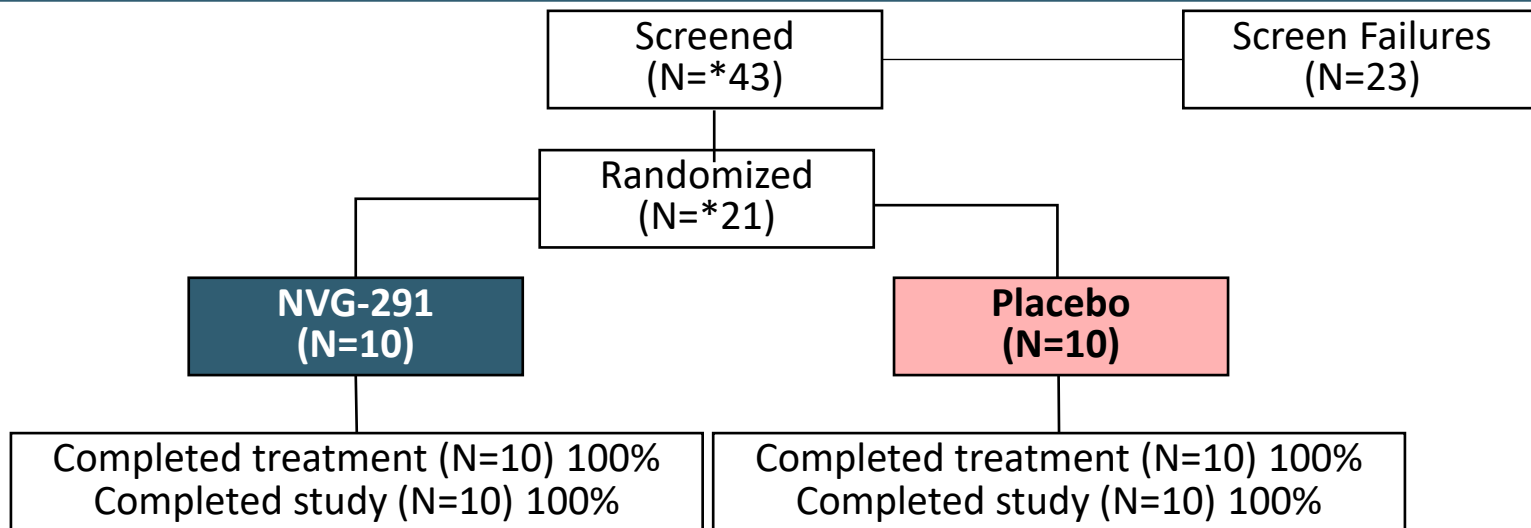 Screened
(N=*43)
Screen Failures
(N=23)
Randomized
(N=*21)
NVG-291
(N=10)
Placebo
(N=10)
Completed treatment (N=10) 100%
Completed study (N=10) 100%
Completed treatment (N=10) 100%
Completed study (N=10) 100%